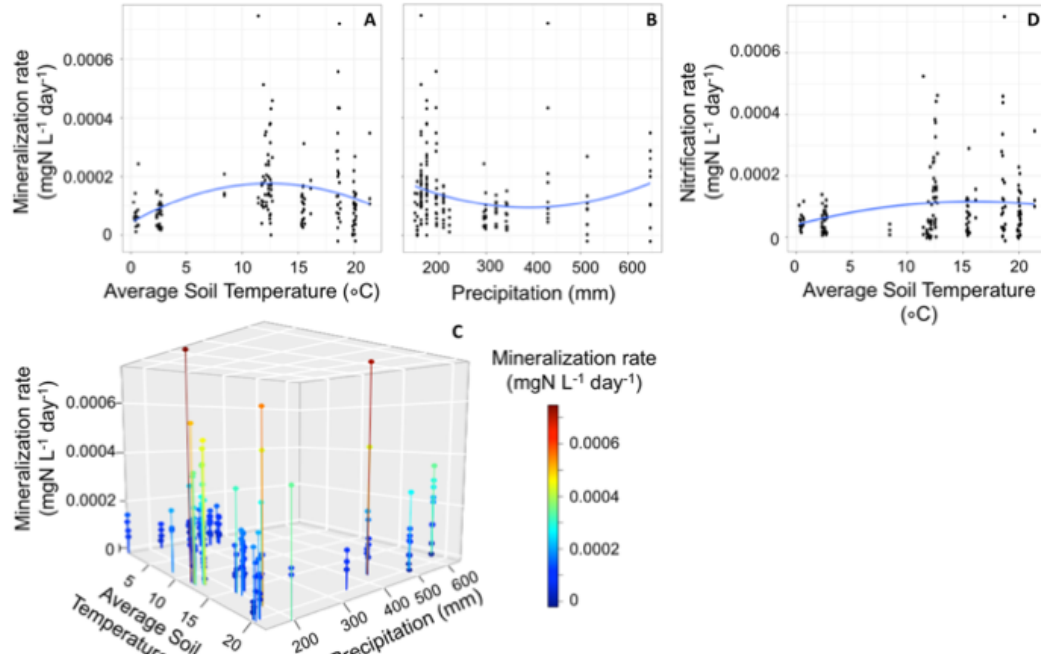 A
Mineralization rate
(mgN L-1 day-1)
0.0006
0.0004
0.0002
0
0 5 10 15 20
Average Soil Temperature (∘C)
B
200 300 400 500 600
Precipitation (mm)
D
Nitrification rate
(mgN L-1 day-1)
0.0006
0.0004
0.0002
0
0 5 10 15 20
Average Soil Temperature
(∘C)
C
Mineralization rate
(mgN L-1 day-1)
0.0006
0.0004
0.0002
0
5 10 15 20
Average Soil
Temperature
200 300 400 500 600
Precipitation (mm)
Mineralization rate
(mgN L-1 day-1)
0.0006
0.0004
0.0002
0